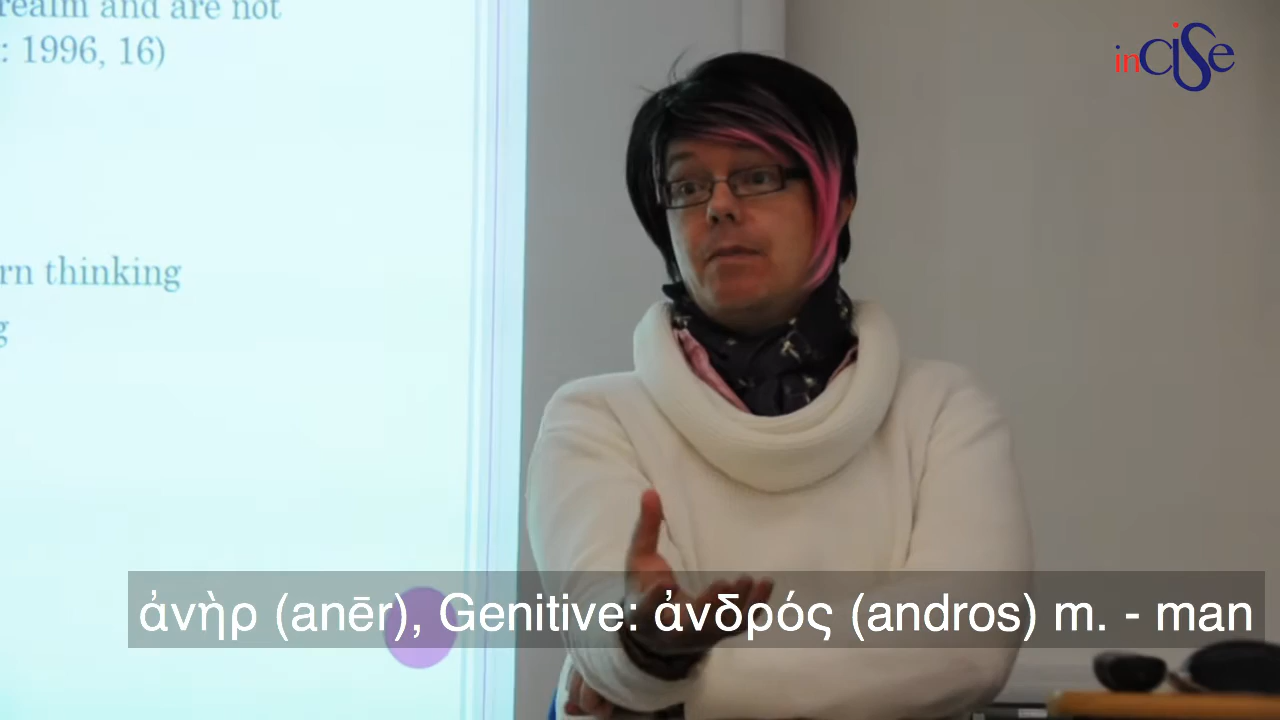 realm and are not
: 1996, 16)
rn thinking
g
inCISe
ἀνὴρ (anēr), Genitive: ἀνδρός (andros) m. - man